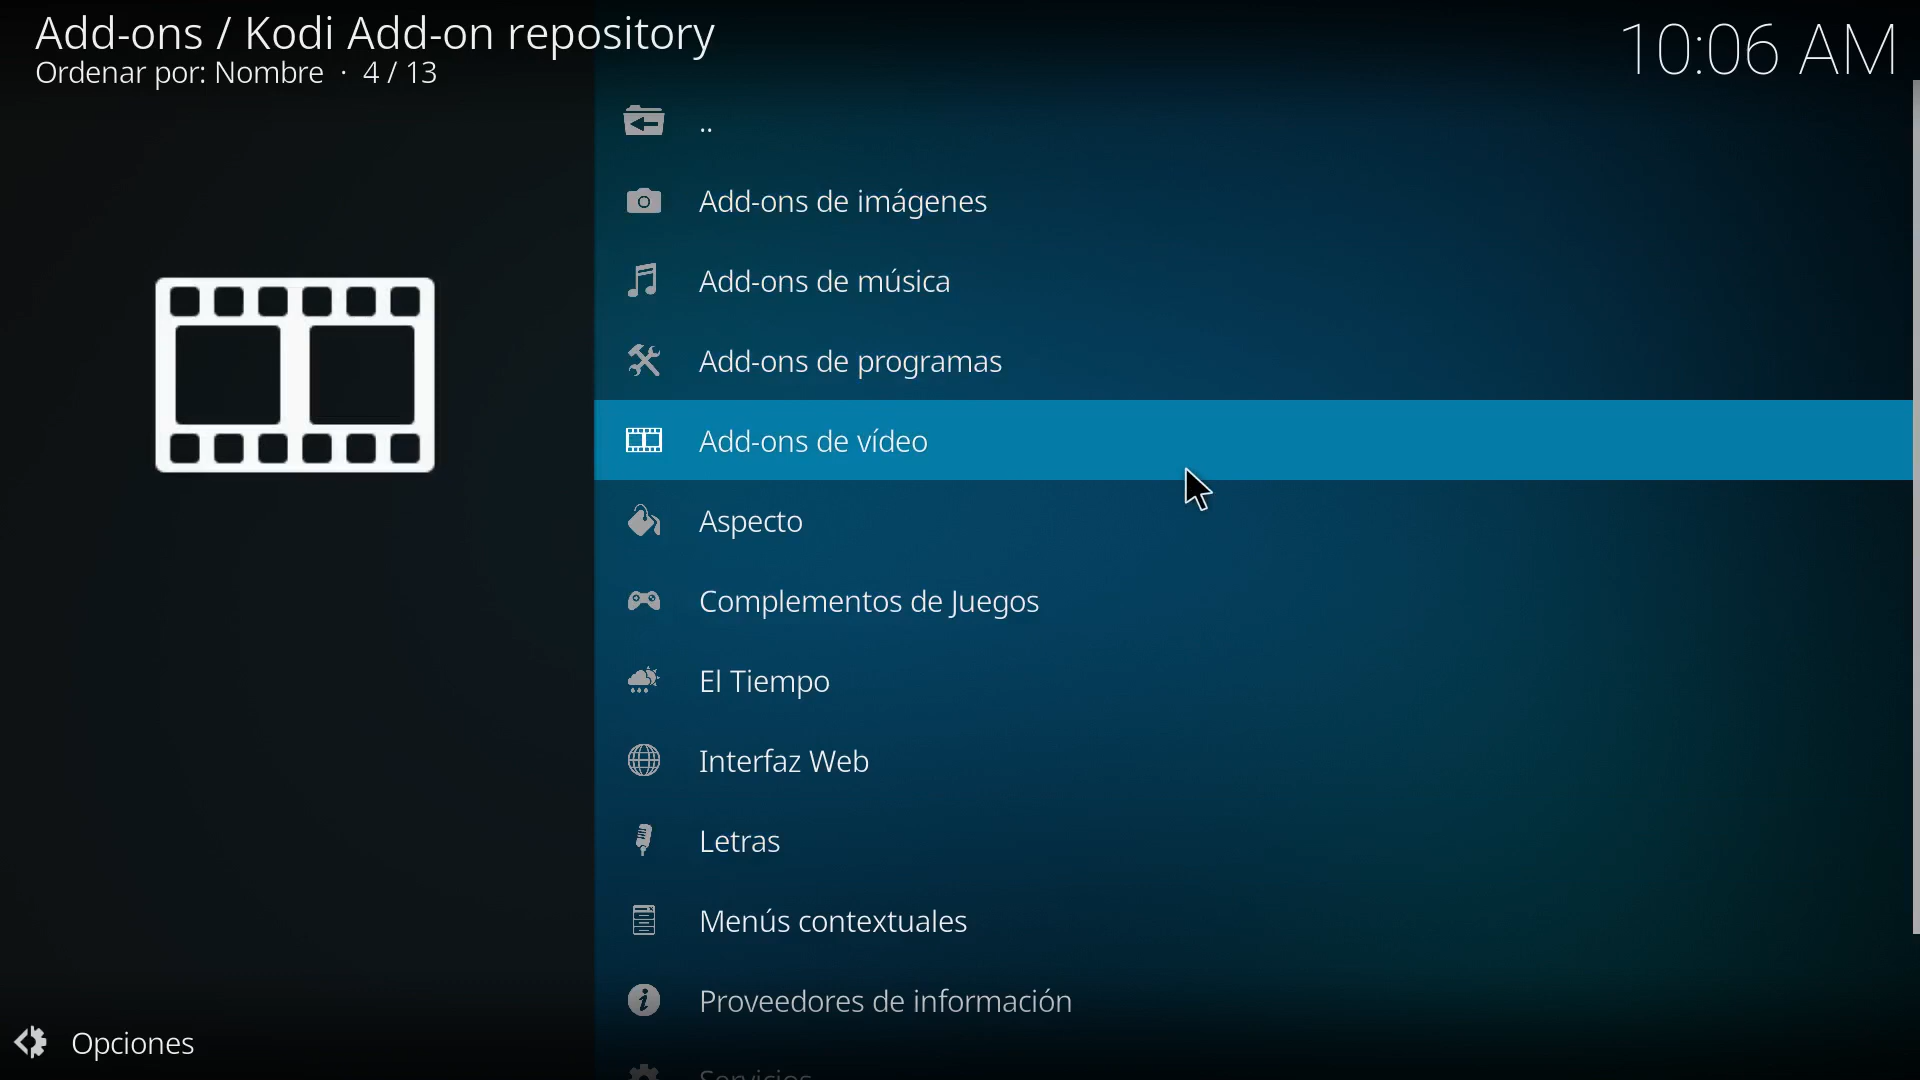 Add-ons / Kodi Add-on repository
Ordenar por: Nombre · 4 / 13
10:06 AM
..
Add-ons de imágenes
Add-ons de música
Add-ons de programas
Add-ons de vídeo
Aspecto
Complementos de Juegos
El Tiempo
Interfaz Web
Letras
Menús contextuales
Proveedores de información
Servicios
Opciones